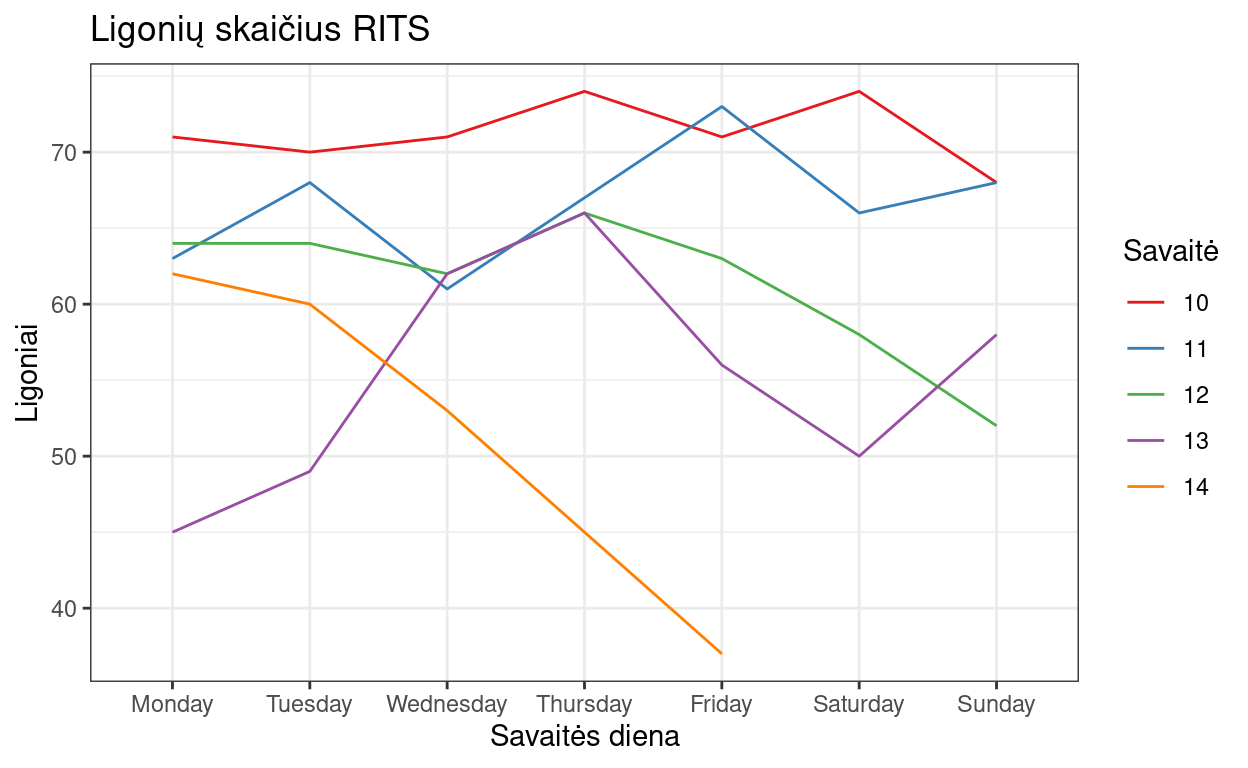 Ligonių skaičius RITS
70
60
50
40
Ligoniai
Monday Tuesday Wednesday Thursday Friday Saturday Sunday
Savaitės diena
Savaitė
10
11
12
13
14